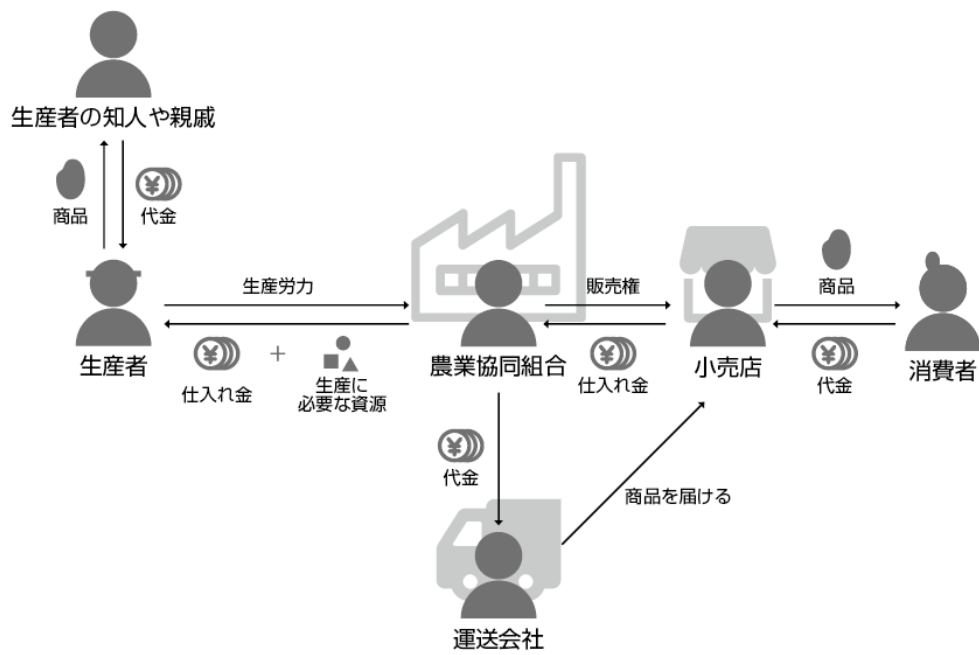 生産者の知人や親戚
商品
代金
生産労力
販売権
商品
生産者
仕入れ金
+
生産に
必要な資源
農業協同組合
仕入れ金
小売店
代金
消費者
代金
商品を届ける
運送会社